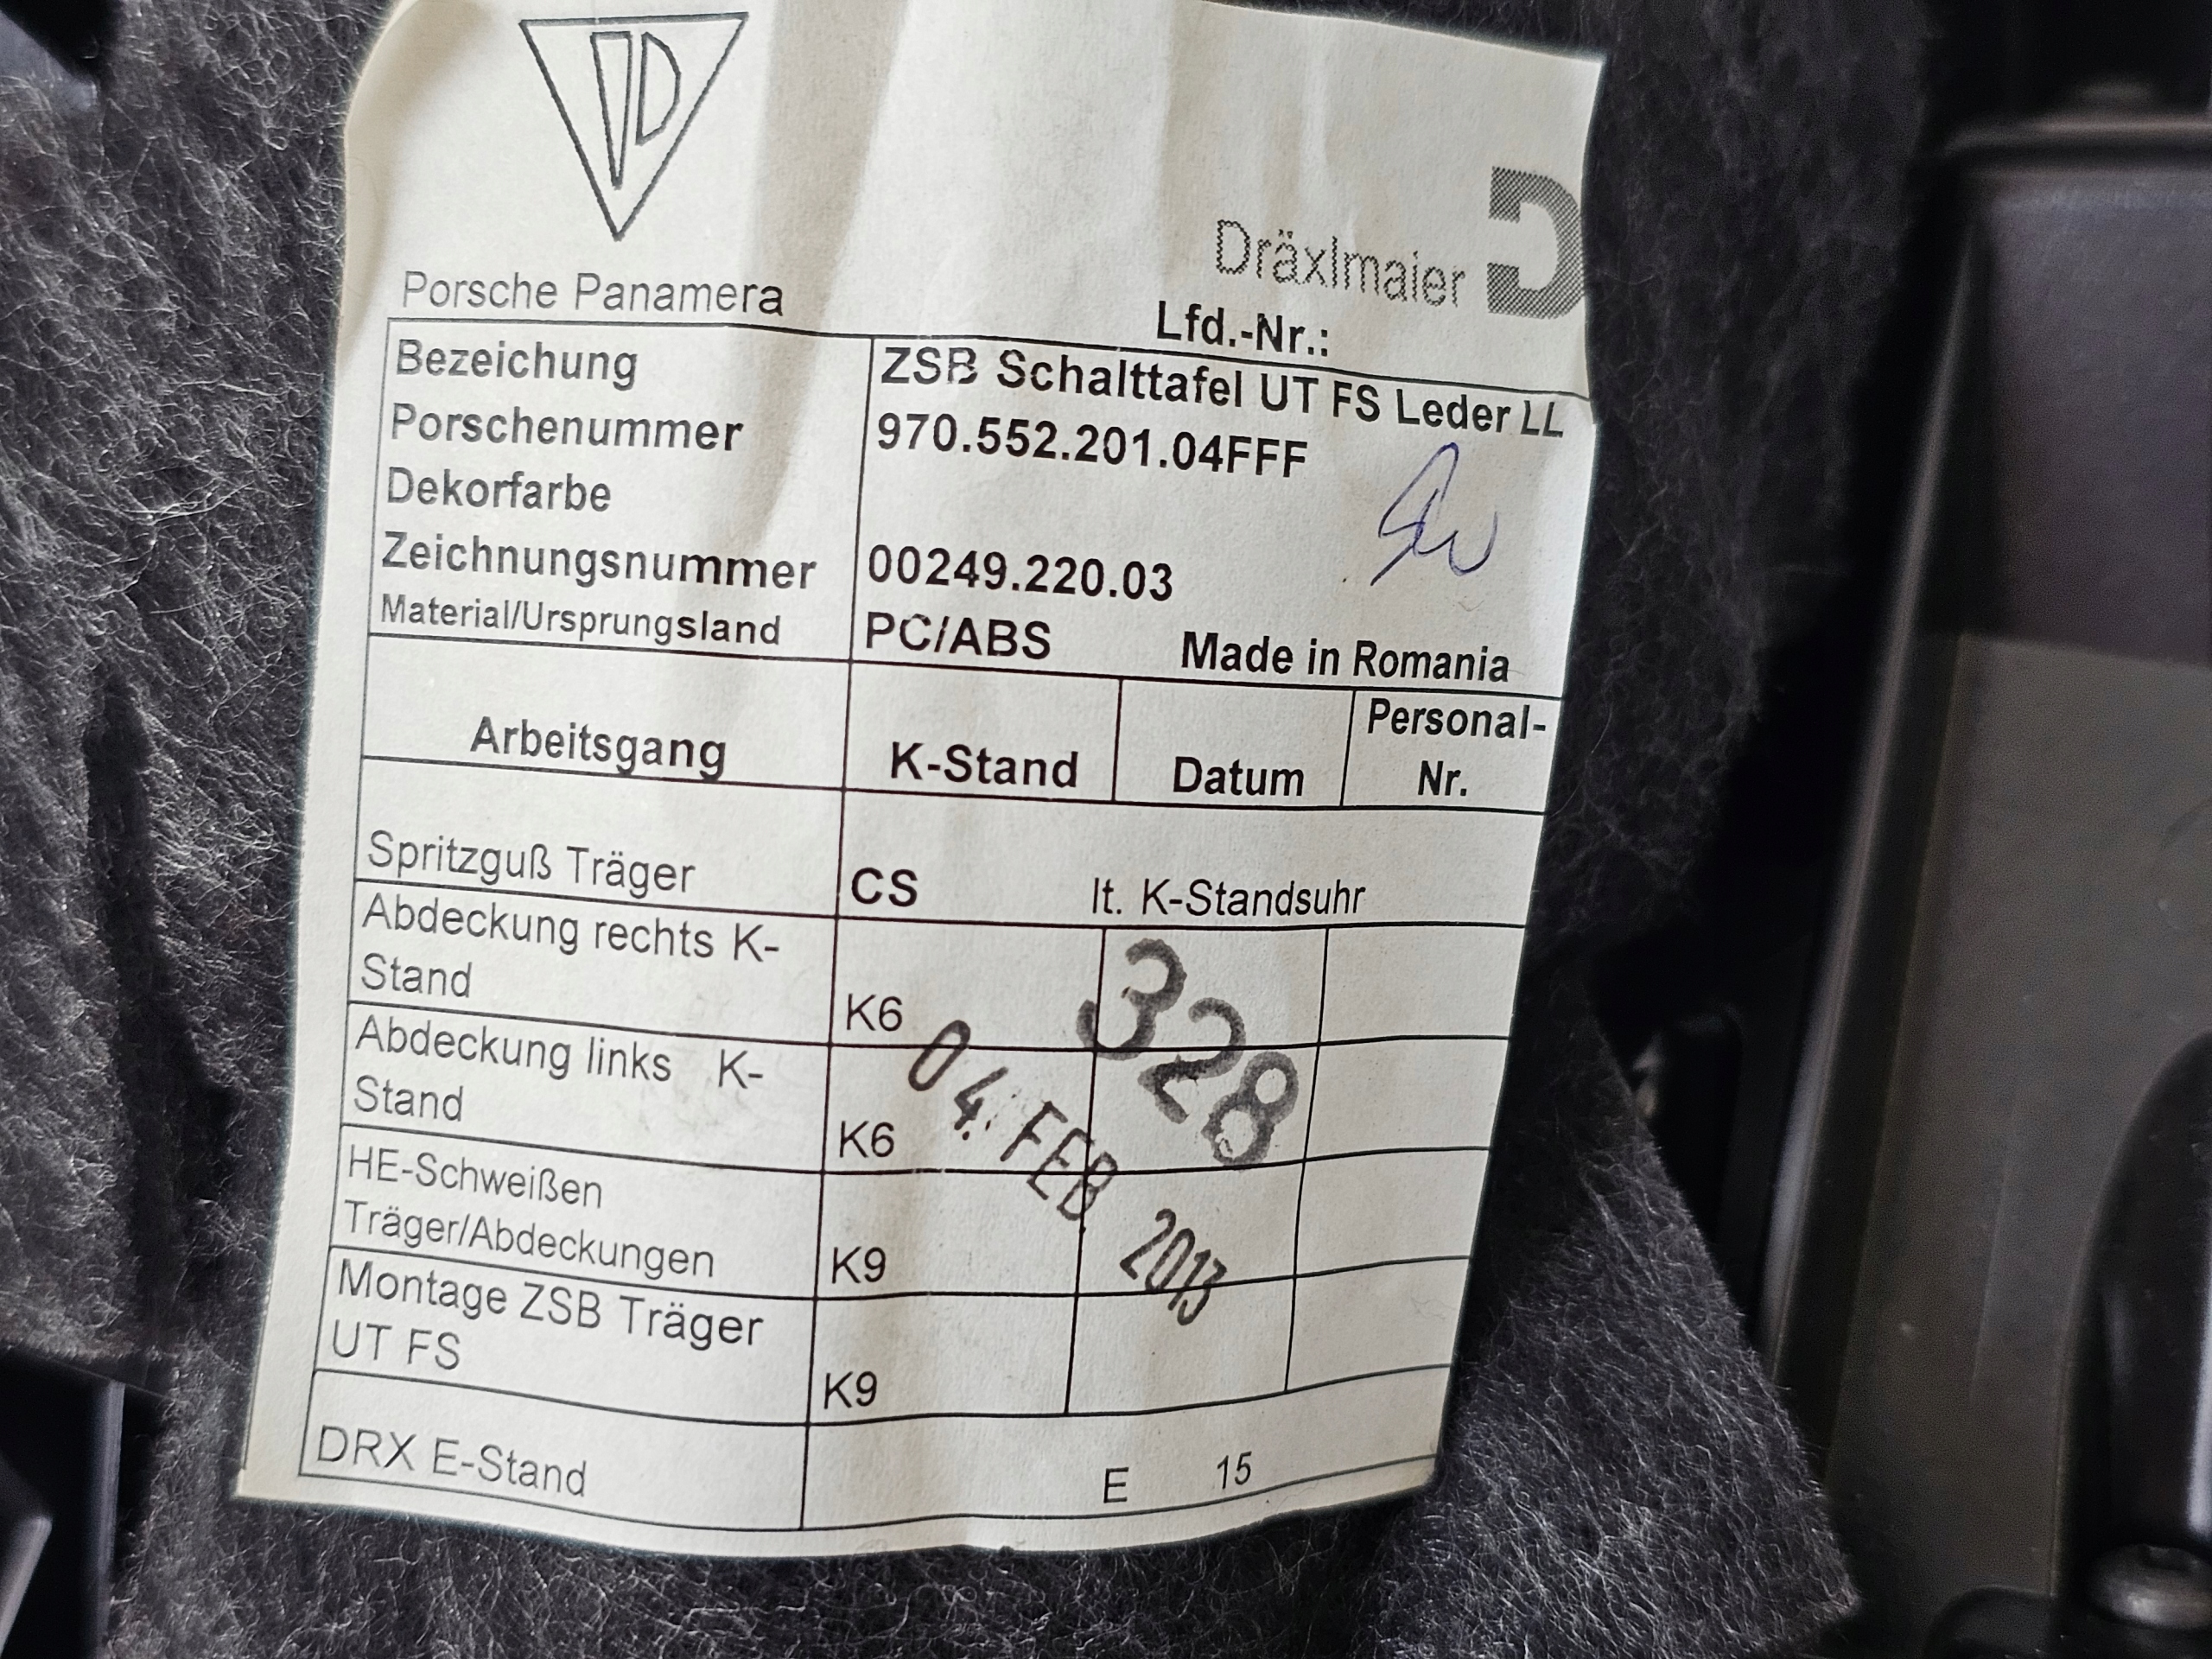 D
Dräxlmaier D
Porsche Panamera
Lfd.-Nr.:
Bezeichung ZSB Schalttafel UT FS Leder LL
Porschenummer 970.552.201.04FFF
Dekorfarbe
Zeichnungsnummer 00249.220.03
Material/Ursprungsland PC/ABS Made in Romania
Arbeitsgang K-Stand Datum Personal-
Nr.
Spritzguß Träger CS lt. K-Standsuhr
Abdeckung rechts K-
Stand K6
328
Abdeckung links K-
Stand K6
04. FEB 2013
HE-Schweißen
Träger/Abdeckungen K9
Montage ZSB Träger
UT FS K9
DRX E-Stand E 15